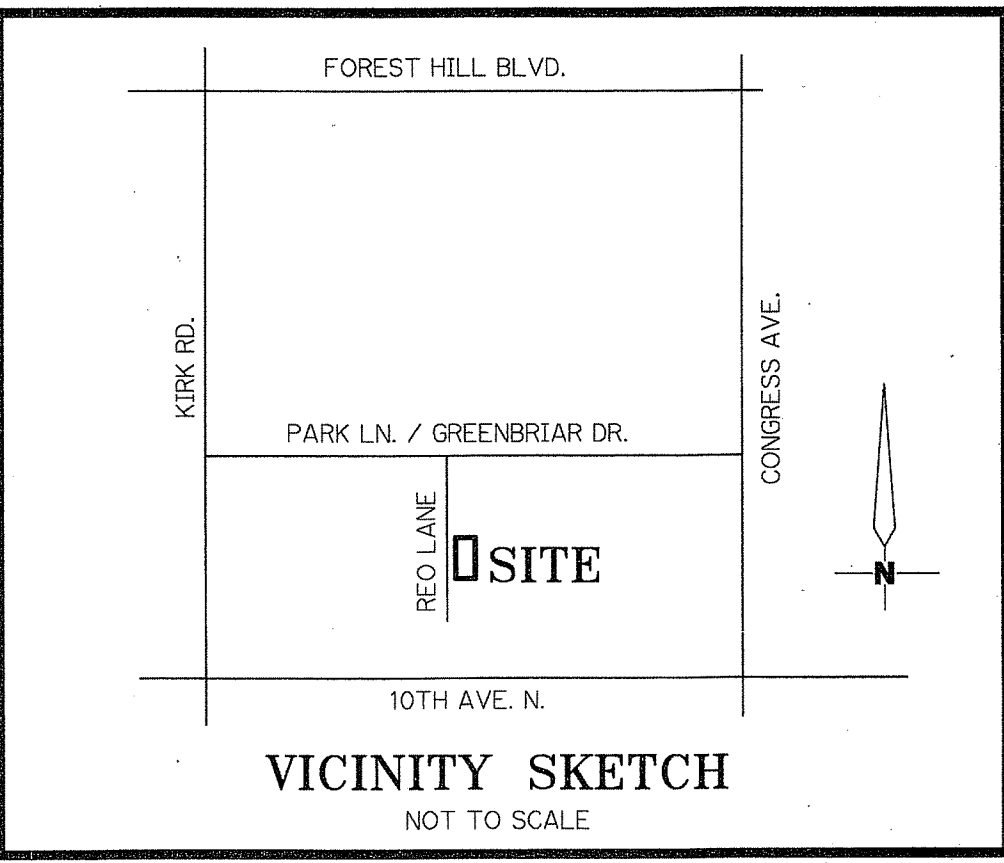 FOREST HILL BLVD.
KIRK RD.
CONGRESS AVE.
PARK LN. / GREENBRIAR DR.
REO LANE
SITE
N
10TH AVE. N.
VICINITY SKETCH
NOT TO SCALE